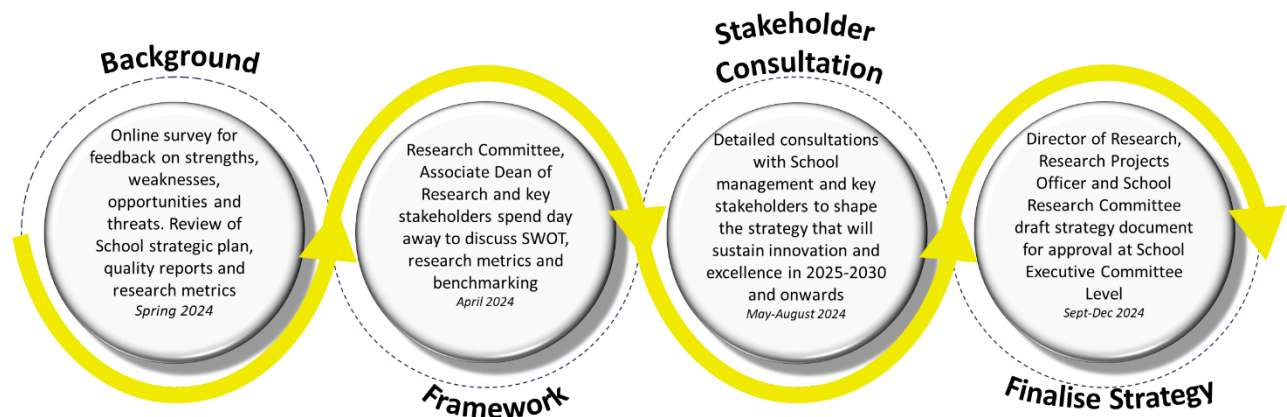 Background
Online survey for
feedback on strengths,
weaknesses,
opportunities and
threats. Review of
School strategic plan,
quality reports and
research metrics
Spring 2024
Research Committee,
Associate Dean of
Research and key
stakeholders spend day
away to discuss SWOT,
research metrics and
benchmarking
April 2024
Framework
Stakeholder
Consultation
Detailed consultations
with School
management and key
stakeholders to shape
the strategy that will
sustain innovation and
excellence in 2025-2030
and onwards
May-August 2024
Director of Research,
Research Projects
Officer and School
Research Committee
draft strategy document
for approval at School
Executive Committee
Level
Sept-Dec 2024
Finalise Strategy